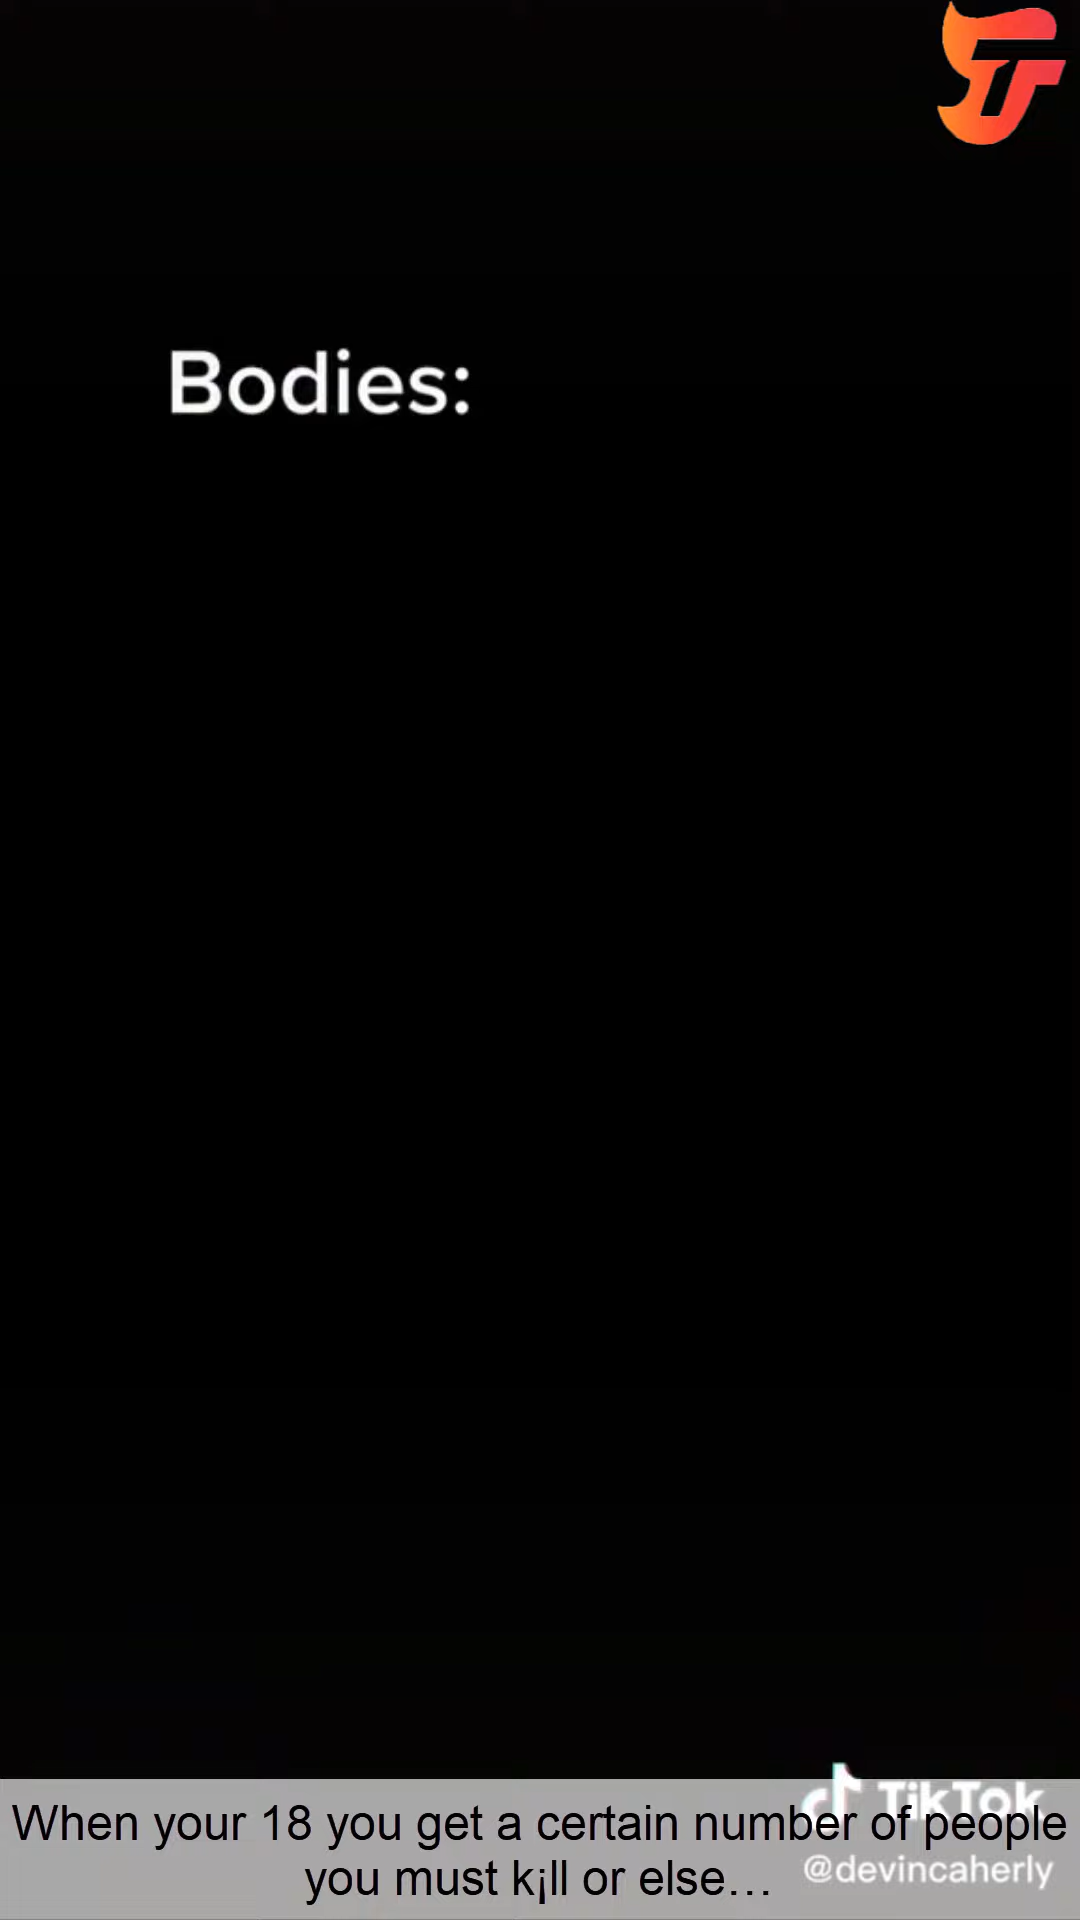 Bodies:
TikTok
When your 18 you get a certain number of people
you must k¡ll or else…
@devincaherly